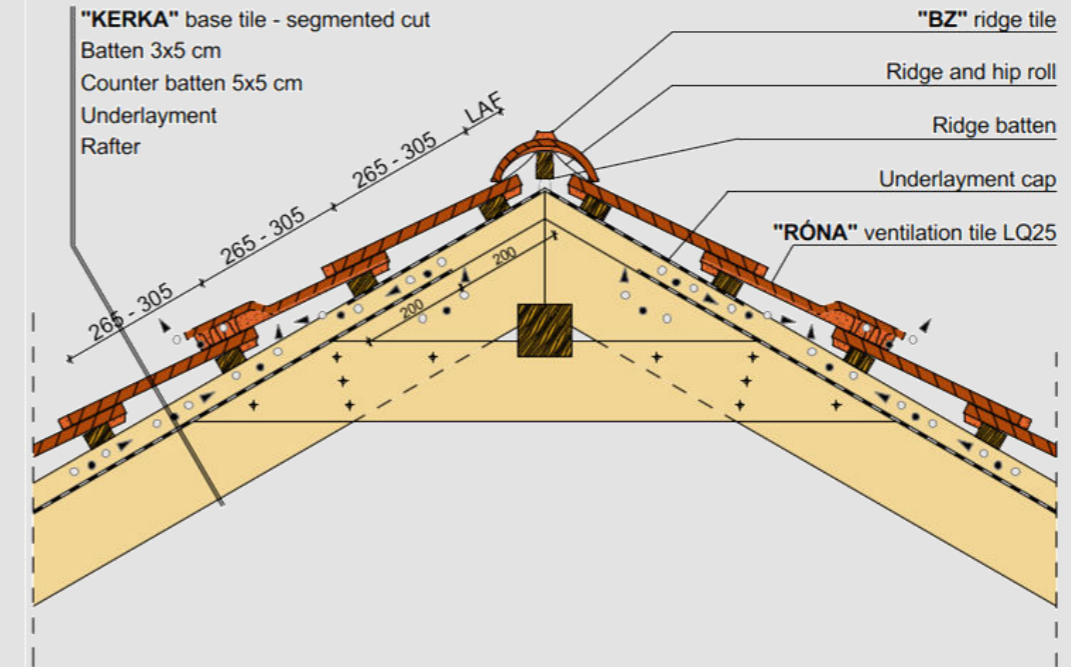 "KERKA" base tile - segmented cut
Batten 3x5 cm
Counter batten 5x5 cm
Underlayment
Rafter
"BZ" ridge tile
Ridge and hip roll
Ridge batten
Underlayment cap
"RÓNA" ventilation tile LQ25
LAF
265 - 305
265 - 305
265 - 305
200
200